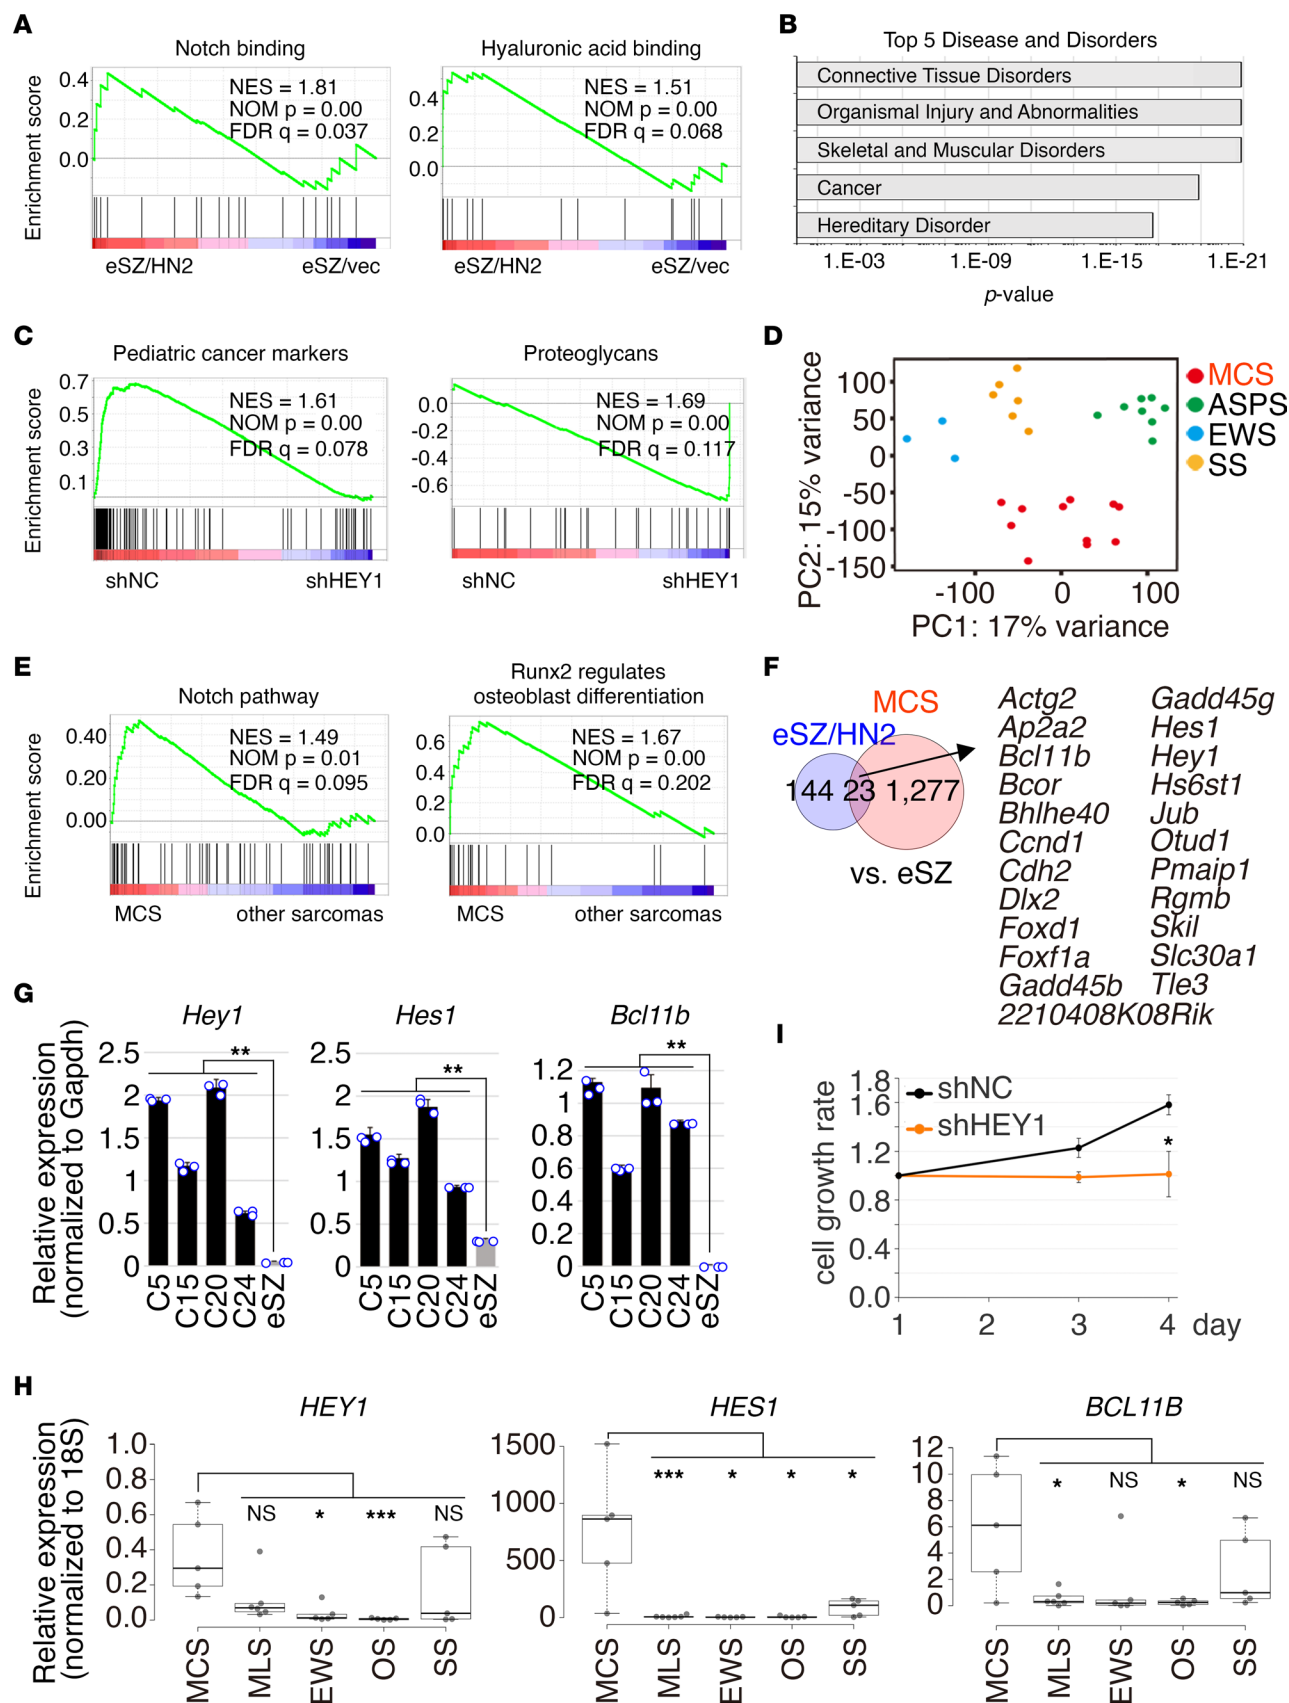 A
Notch binding
Enrichment score
0.4
0.2
0.0
NES = 1.81
NOM p = 0.00
FDR q = 0.037
eSZ/HN2
eSZ/vec
Hyaluronic acid binding
0.4
0.2
0.0
NES = 1.51
NOM p = 0.00
FDR q = 0.068
eSZ/HN2
eSZ/vec
B
Top 5 Disease and Disorders
Connective Tissue Disorders
Organismal Injury and Abnormalities
Skeletal and Muscular Disorders
Cancer
Hereditary Disorder
1.E-03 1.E-09 1.E-15 1.E-21
p-value
C
Pediatric cancer markers
Enrichment score
0.7
0.5
0.3
0.1
NES = 1.61
NOM p = 0.00
FDR q = 0.078
shNC
shHEY1
Proteoglycans
0.0
-0.2
-0.4
-0.6
NES = 1.69
NOM p = 0.00
FDR q = 0.117
shNC
shHEY1
D
PC2: 15% variance
100
50
0
-50
-100
-150
-100 0 100
PC1: 17% variance
MCS
ASPS
EWS
SS
E
Notch pathway
Enrichment score
0.40
0.20
0.00
NES = 1.49
NOM p = 0.01
FDR q = 0.095
MCS
other sarcomas
Runx2 regulates
osteoblast differentiation
0.6
0.4
0.2
0.0
NES = 1.67
NOM p = 0.00
FDR q = 0.202
MCS
other sarcomas
F
MCS
eSZ/HN2
144 23 1,277
vs. eSZ
Actg2
Ap2a2
Bcl11b
Bcor
Bhlhe40
Ccnd1
Cdh2
Dlx2
Foxd1
Foxf1a
Gadd45b
2210408K08Rik
Gadd45g
Hes1
Hey1
Hs6st1
Jub
Otud1
Pmaip1
Rgmb
Skil
Slc30a1
Tle3
G
Relative expression
(normalized to Gapdh)
Hey1
2.5
2
1.5
1
0.5
0
**
C5
C15
C20
C24
eSZ
Hes1
2.5
2
1.5
1
0.5
0
**
C5
C15
C20
C24
eSZ
Bcl11b
1.2
1
0.8
0.6
0.4
0.2
0
**
C5
C15
C20
C24
eSZ
I
cell growth rate
1.8
1.6
1.2
0.8
0.4
0.0
shNC
shHEY1
*
1 2 3 4 day
H
Relative expression
(normalized to 18S)
HEY1
1.0
0.8
0.6
0.4
0.2
0.0
NS * *** NS
MCS
MLS
EWS
OS
SS
HES1
1500
1000
500
0
*** * * *
MCS
MLS
EWS
OS
SS
BCL11B
12
10
8
6
4
2
0
* NS * NS
MCS
MLS
EWS
OS
SS